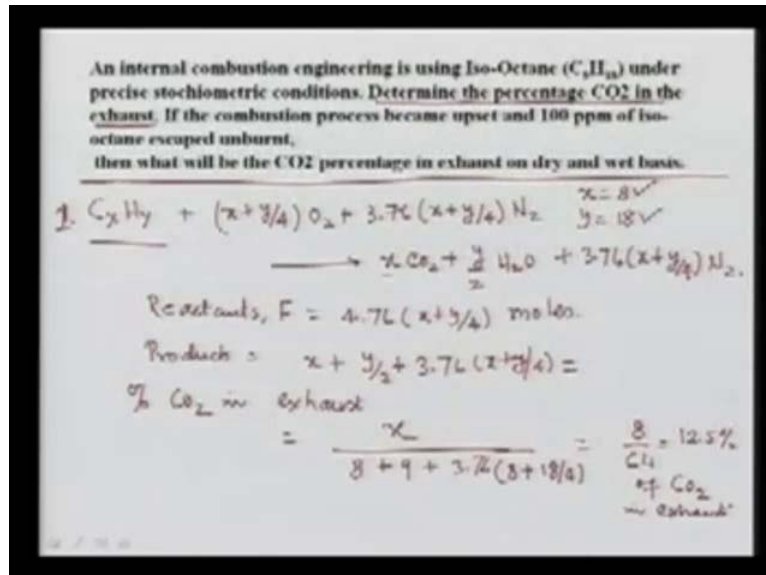 An internal combustion engineering is using Iso-Octane (C₈H₁₈) under
precise stochiometric conditions. Determine the percentage CO2 in the
exhaust. If the combustion process became upset and 100 ppm of iso-
octane escaped unburnt,
then what will be the CO2 percentage in exhaust on dry and wet basis.
x = 8 ✓
1. CxHy + (x+y/4) O₂ + 3.76 (x+y/4) N₂ y = 18 ✓
→ x CO₂ + y/2 H₂O + 3.76(x+y/4) N₂.
Reactants, F = 4.76 (x+y/4) moles.
Products = x + y/2 + 3.76 (x+y/4) =
% CO₂ in exhaust
= x / 8 + 9 + 3.76 (8+18/4) = 8/64 = 12.5%
of CO₂
in exhaust